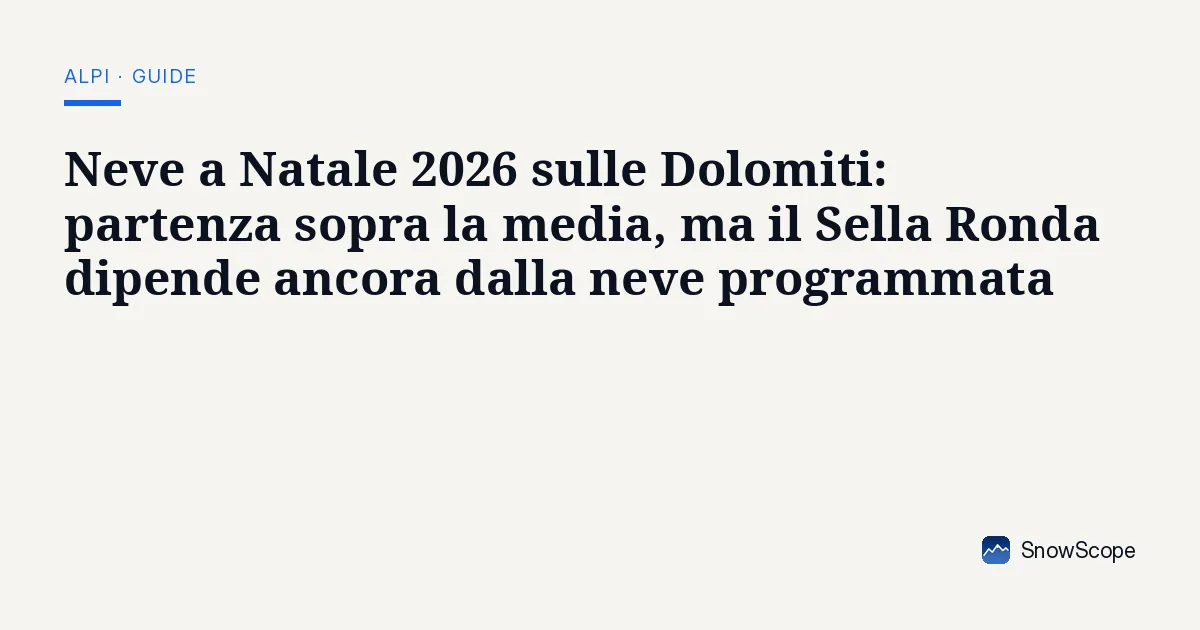 ALPI · GUIDE
Neve a Natale 2026 sulle Dolomiti:
partenza sopra la media, ma il Sella Ronda
dipende ancora dalla neve programmata
SnowScope